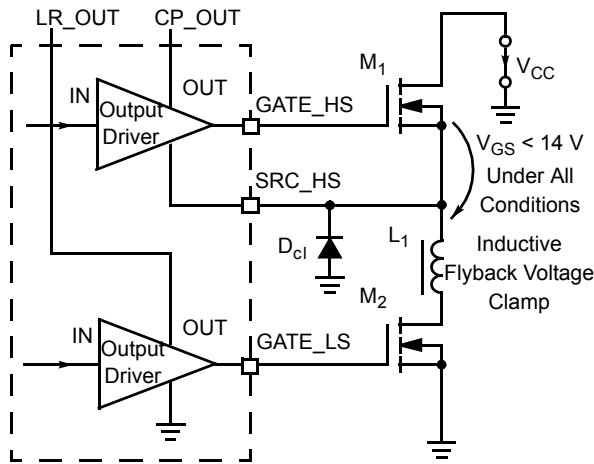 LR_OUT CP_OUT
M1
VCC
IN
OUT
Output
Driver
GATE_HS
VGS < 14 V
Under All
Conditions
SRC_HS
Dcl
L1
Inductive
Flyback Voltage
Clamp
M2
IN
OUT
Output
Driver
GATE_LS